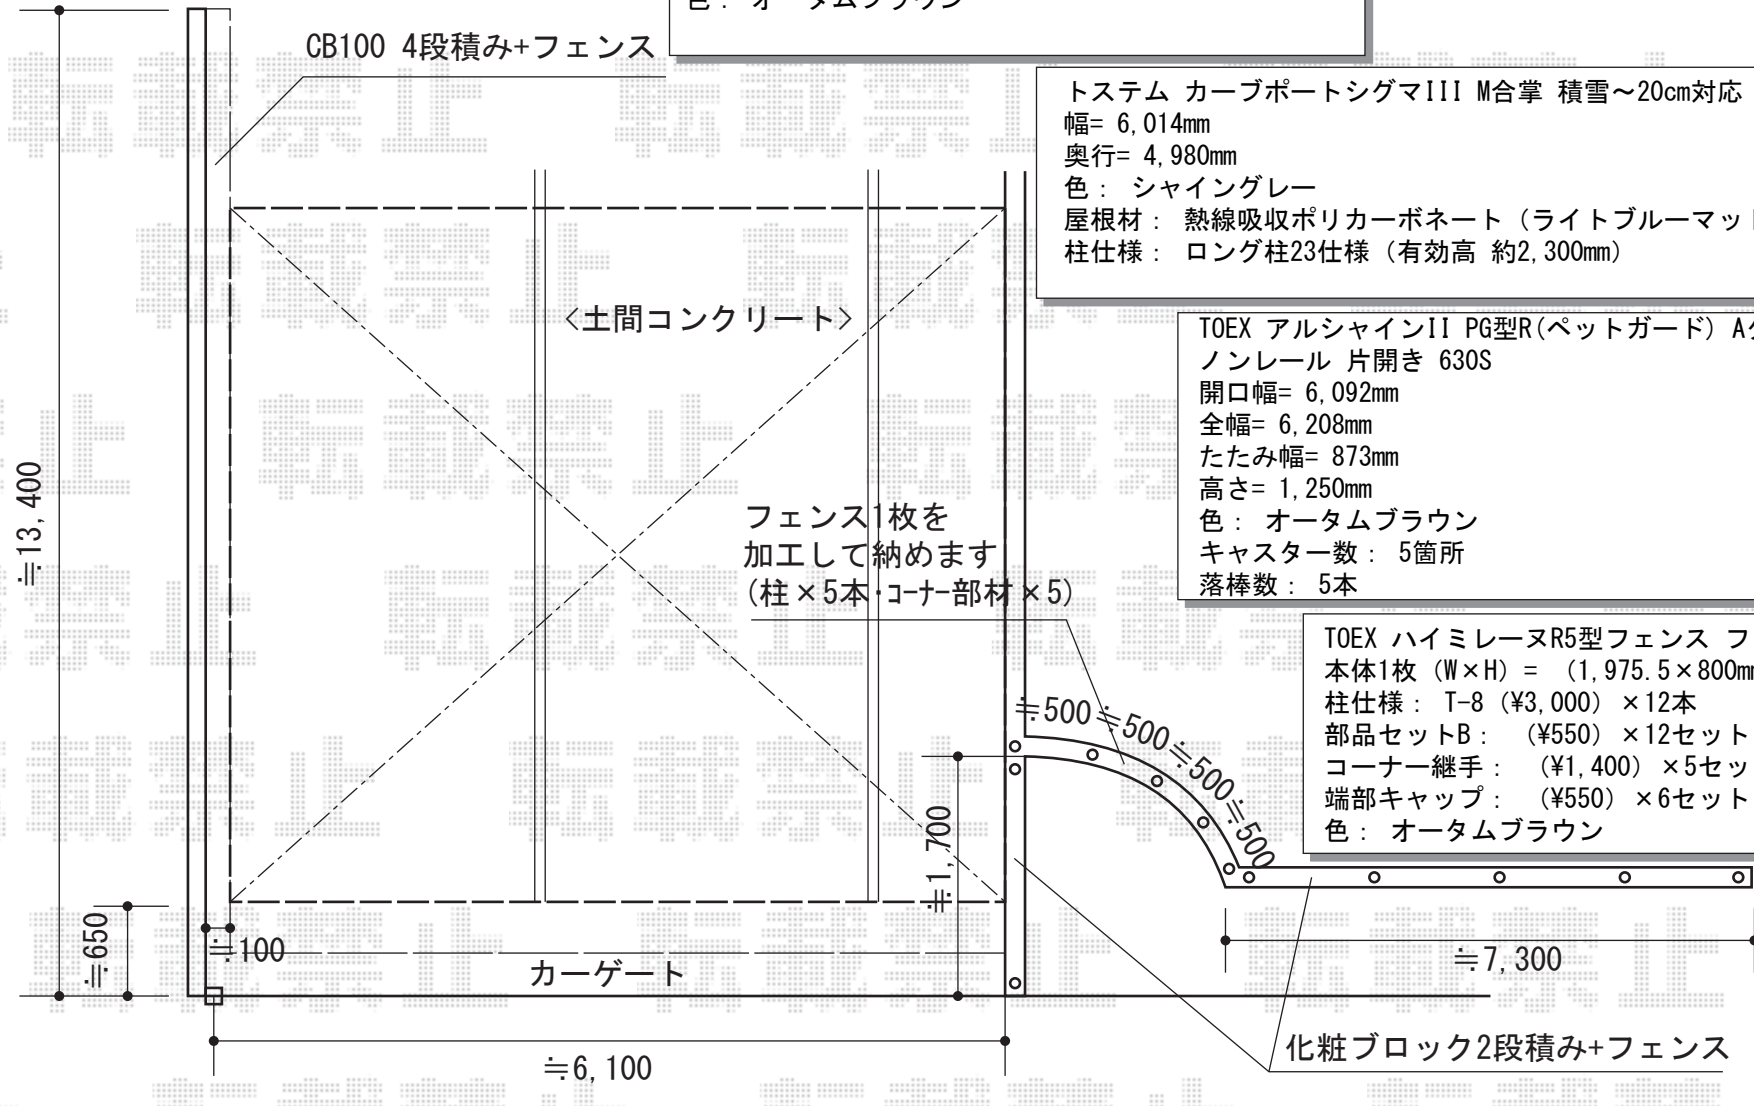 色： オータムブラウン
CB100 4段積み+フェンス
トステム カーブポートシグマIII M合掌 積雪～20cm対応
幅= 6,014mm
奥行= 4,980mm
色： シャイングレー
屋根材： 熱線吸収ポリカーボネート（ライトブルーマット
柱仕様： ロング柱23仕様（有効高 約2,300mm）
<土間コンクリート>
TOEX アルシャインII PG型R(ペットガード) A
ノンレール 片開き 630S
開口幅= 6,092mm
全幅= 6,208mm
たたみ幅= 873mm
高さ= 1,250mm
色： オータムブラウン
キャスター数： 5箇所
落棒数： 5本
≒13,400
フェンス1枚を
加工して納めます
(柱×5本・コーナー部材×5)
TOEX ハイミレーヌR5型フェンス フ
本体1枚（W×H）= （1,975.5×800mm
柱仕様： T-8（¥3,000）×12本
部品セットB： （¥550）×12セット
コーナー継手： （¥1,400）×5セッ
端部キャップ： （¥550）×6セット
色： オータムブラウン
≒500
≒500
≒500
≒500
≒1,700
≒650
≒100
カーゲート
≒7,300
≒6,100
化粧ブロック2段積み+フェンス
転載禁止